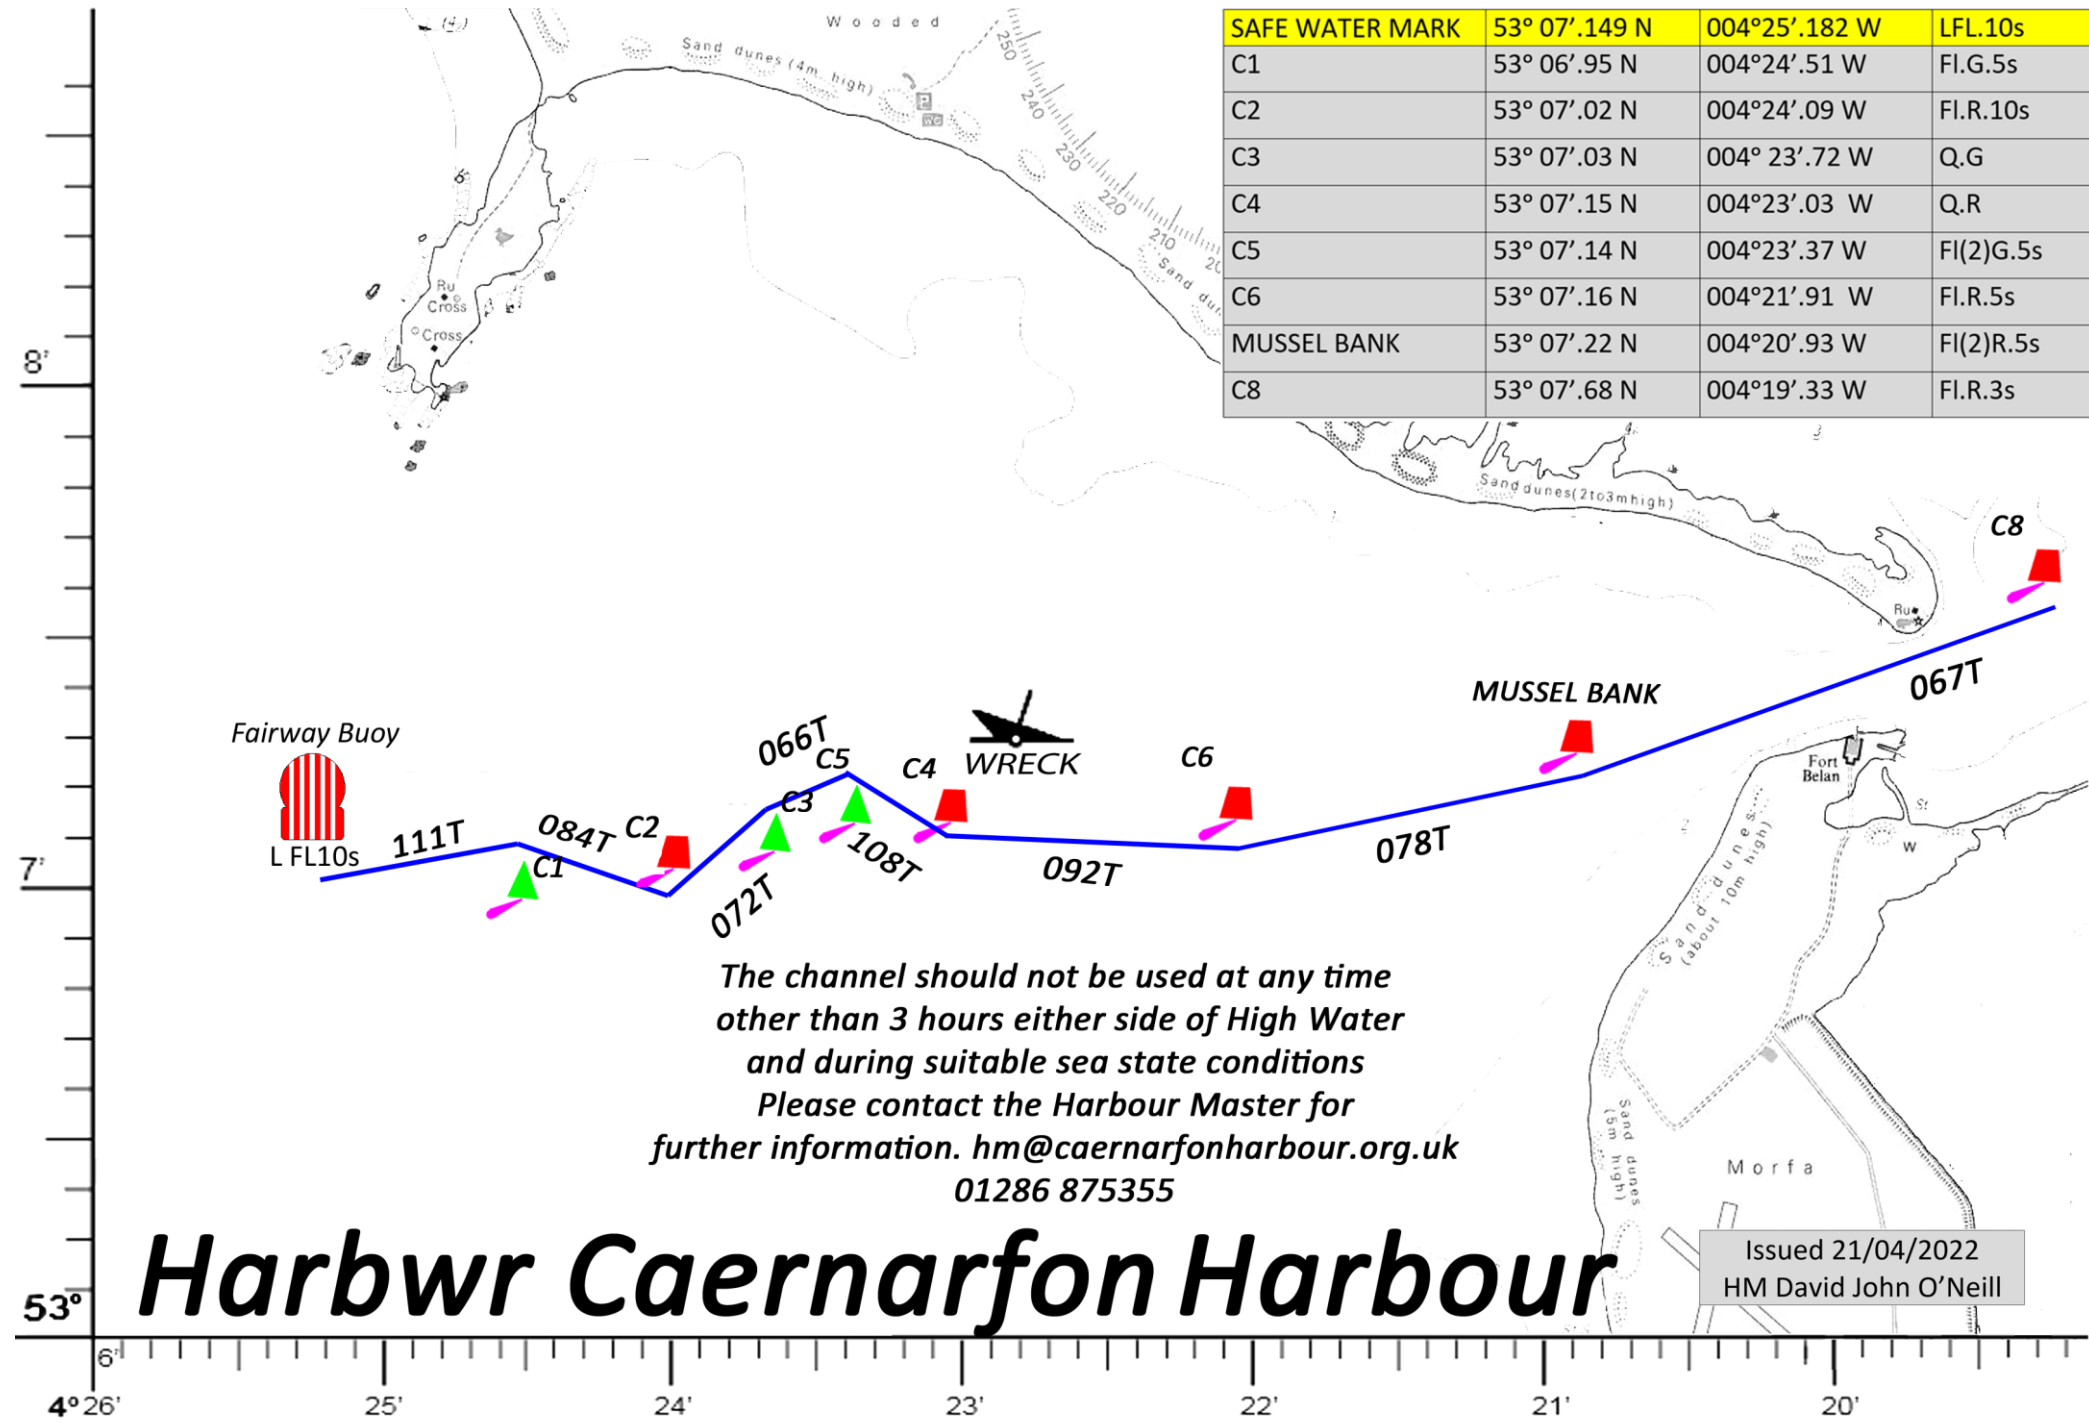 SAFE WATER MARK 53° 07’.149 N 004°25’.182 W LFL.10s
C1 53° 06’.95 N 004°24’.51 W Fl.G.5s
C2 53° 07’.02 N 004°24’.09 W Fl.R.10s
C3 53° 07’.03 N 004° 23’.72 W Q.G
C4 53° 07’.15 N 004°23’.03 W Q.R
C5 53° 07’.14 N 004°23’.37 W Fl(2)G.5s
C6 53° 07’.16 N 004°21’.91 W Fl.R.5s
MUSSEL BANK 53° 07’.22 N 004°20’.93 W Fl(2)R.5s
C8 53° 07’.68 N 004°19’.33 W Fl.R.3s
Wooded
Sand dunes (4m high)
250
240
230
220
210
Sand
Ru
Cross
Cross
8'
Sand dunes (2to3m high)
C8
Ru
067T
MUSSEL BANK
Fairway Buoy
L FL10s
111T
084T
C1
C2
072T
066T
C3
C5
108T
C4
WRECK
092T
C6
078T
7'
Fort
Belan
St
W
Sand dunes
(about 10m high)
The channel should not be used at any time
other than 3 hours either side of High Water
and during suitable sea state conditions
Please contact the Harbour Master for
further information. hm@caernarfonharbour.org.uk
01286 875355
Sand dunes
(5m high)
Morfa
Harbwr Caernarfon Harbour
Issued 21/04/2022
HM David John O’Neill
53°
6'
4° 26' 25' 24' 23' 22' 21' 20'